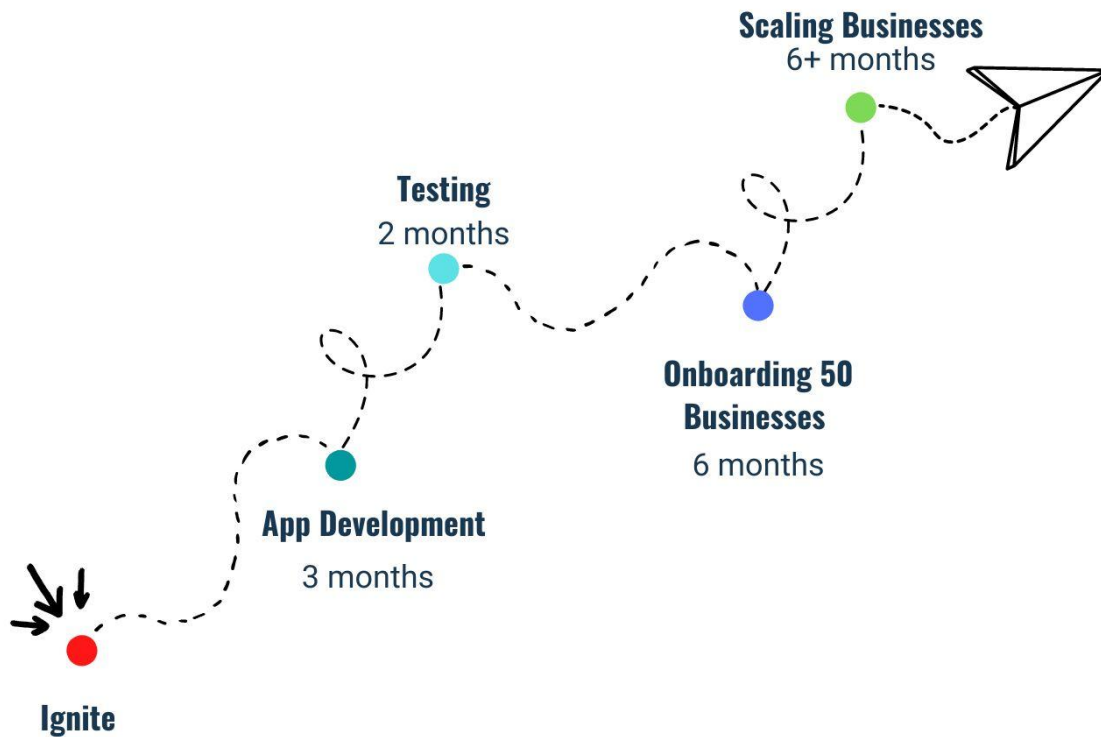 Scaling Businesses
6+ months
Testing
2 months
Onboarding 50
Businesses
6 months
App Development
3 months
Ignite